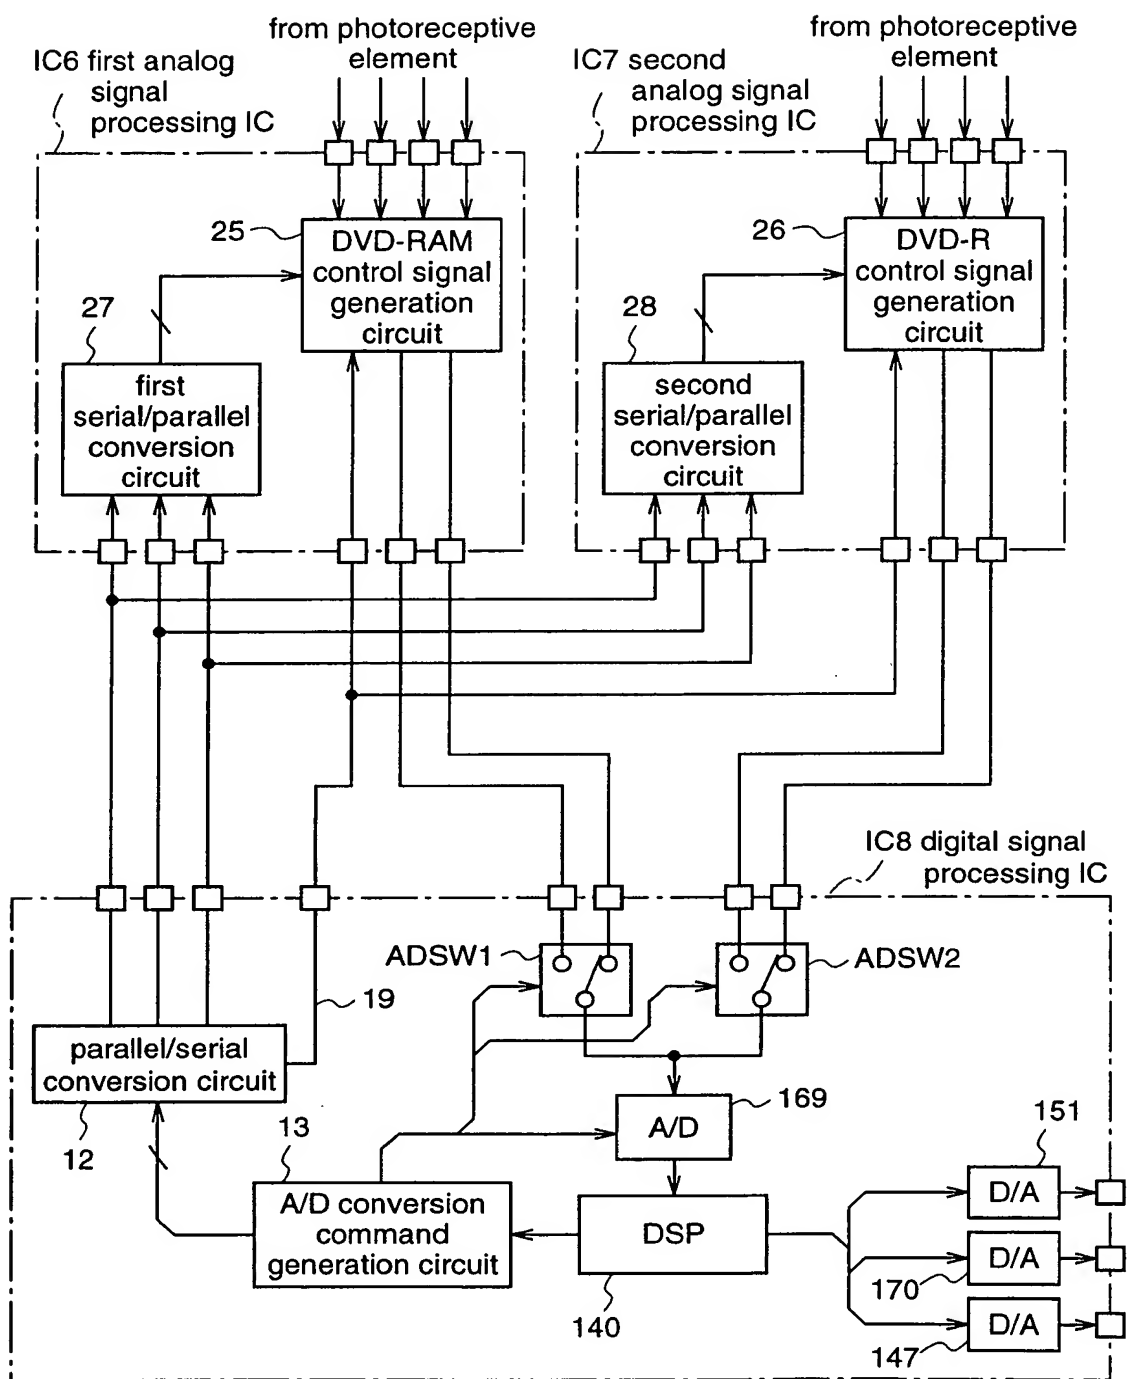 from photoreceptive
element
IC6 first analog
signal
processing IC
from photoreceptive
element
IC7 second
analog signal
processing IC
25
DVD-RAM
control signal
generation
circuit
26
DVD-R
control signal
generation
circuit
27
first
serial/parallel
conversion
circuit
28
second
serial/parallel
conversion
circuit
IC8 digital signal
processing IC
ADSW1
ADSW2
19
parallel/serial
conversion circuit
12
169
A/D
13
A/D conversion
command
generation circuit
DSP
140
151
D/A
D/A
170
D/A
147